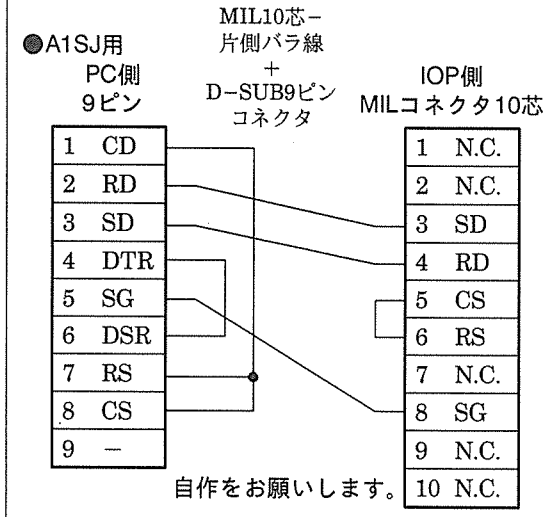 MIL10芯−
片側バラ線
+
D−SUB9ピン
コネクタ
●A1SJ用
PC側
9ピン
1 CD
2 RD
3 SD
4 DTR
5 SG
6 DSR
7 RS
8 CS
9 −
IOP側
MILコネクタ10芯
1 N.C.
2 N.C.
3 SD
4 RD
5 CS
6 RS
7 N.C.
8 SG
9 N.C.
10 N.C.
自作をお願いします。